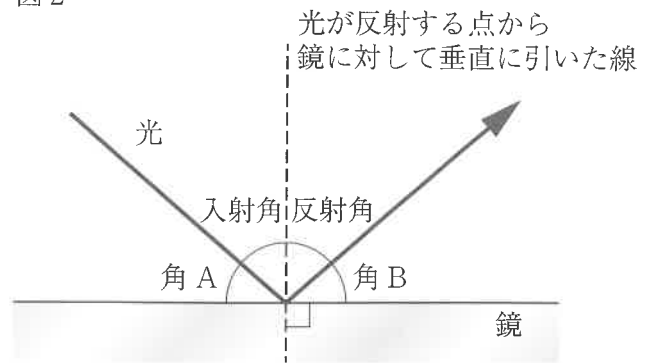 図2
光が反射する点から
鏡に対して垂直に引いた線
光
入射角 反射角
角A 角B
鏡